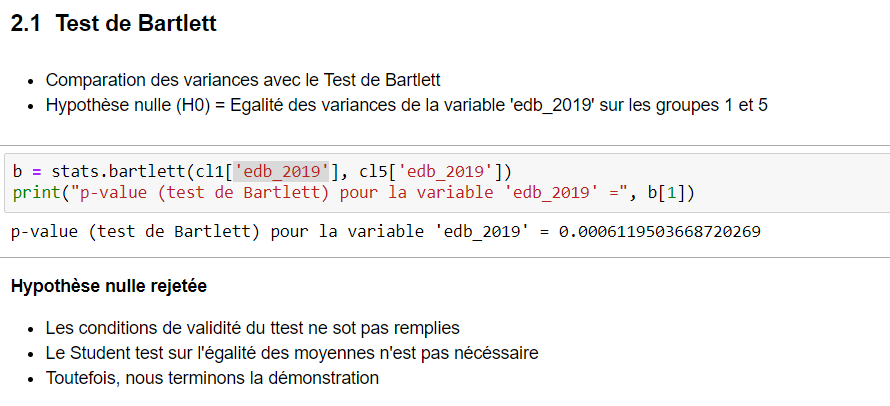 2.1 Test de Bartlett
• Comparation des variances avec le Test de Bartlett
• Hypothèse nulle (H0) = Egalité des variances de la variable 'edb_2019' sur les groupes 1 et 5
b = stats.bartlett(cl1['edb_2019'], cl5['edb_2019'])
print("p-value (test de Bartlett) pour la variable 'edb_2019' =", b[1])
p-value (test de Bartlett) pour la variable 'edb_2019' = 0.0006119503668720269
Hypothèse nulle rejetée
• Les conditions de validité du ttest ne sot pas remplies
• Le Student test sur l'égalité des moyennes n'est pas nécéssaire
• Toutefois, nous terminons la démonstration